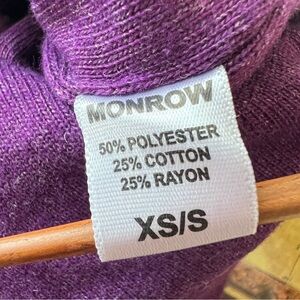 MONROW
50% POLYESTER
25% COTTON
25% RAYON
XS/S